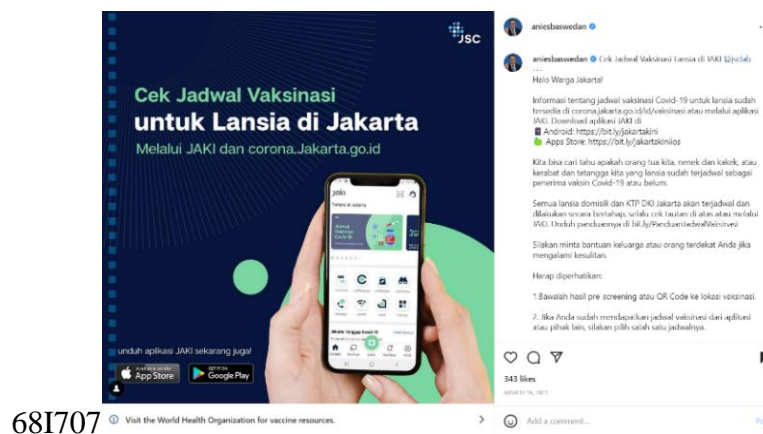 JSC
Cek Jadwal Vaksinasi
untuk Lansia di Jakarta
Melalui JAKI dan corona.Jakarta.go.id
jaki
unduh aplikasi JAKI sekarang juga!
App Store
GET IT ON
Google Play
Visit the World Health Organization for vaccine resources.
aniesbaswedan
aniesbaswedan Cek Jadwal Vaksinasi Lansia di JAKI @jsclab
Halo Warga Jakarta!
Informasi tentang jadwal vaksinasi Covid-19 untuk lansia sudah
tersedia di corona.jakarta.go.id/id/vaksinasi atau melalui aplikasi
JAKI. Download aplikasi JAKI di
Android: https://bit.ly/jakartakini
Apps Store: https://bit.ly/jakartakiniios
Kita bisa cari tahu apakah orang tua kita, nenek dan kakek, atau
kerabat dan tetangga kita yang lansia sudah terjadwal sebagai
penerima vaksin Covid-19 atau belum.
Semua lansia domisili dan KTP DKI Jakarta akan terjadwal dan
dilakukan secara bertahap, selalu cek tautan di atas atau melalui
JAKI. Unduh panduannya di bit.ly/PanduanJadwalVaksinasi
Silakan minta bantuan keluarga atau orang terdekat Anda jika
mengalami kesulitan.
Harap diperhatikan:
1.Bawalah hasil pre screening atau QR Code ke lokasi vaksinasi.
2. Jika Anda sudah mendapatkan jadwal vaksinasi dari aplikasi
atau pihak lain, silakan pilih salah satu jadwalnya.
343 likes
Add a comment...
68I707